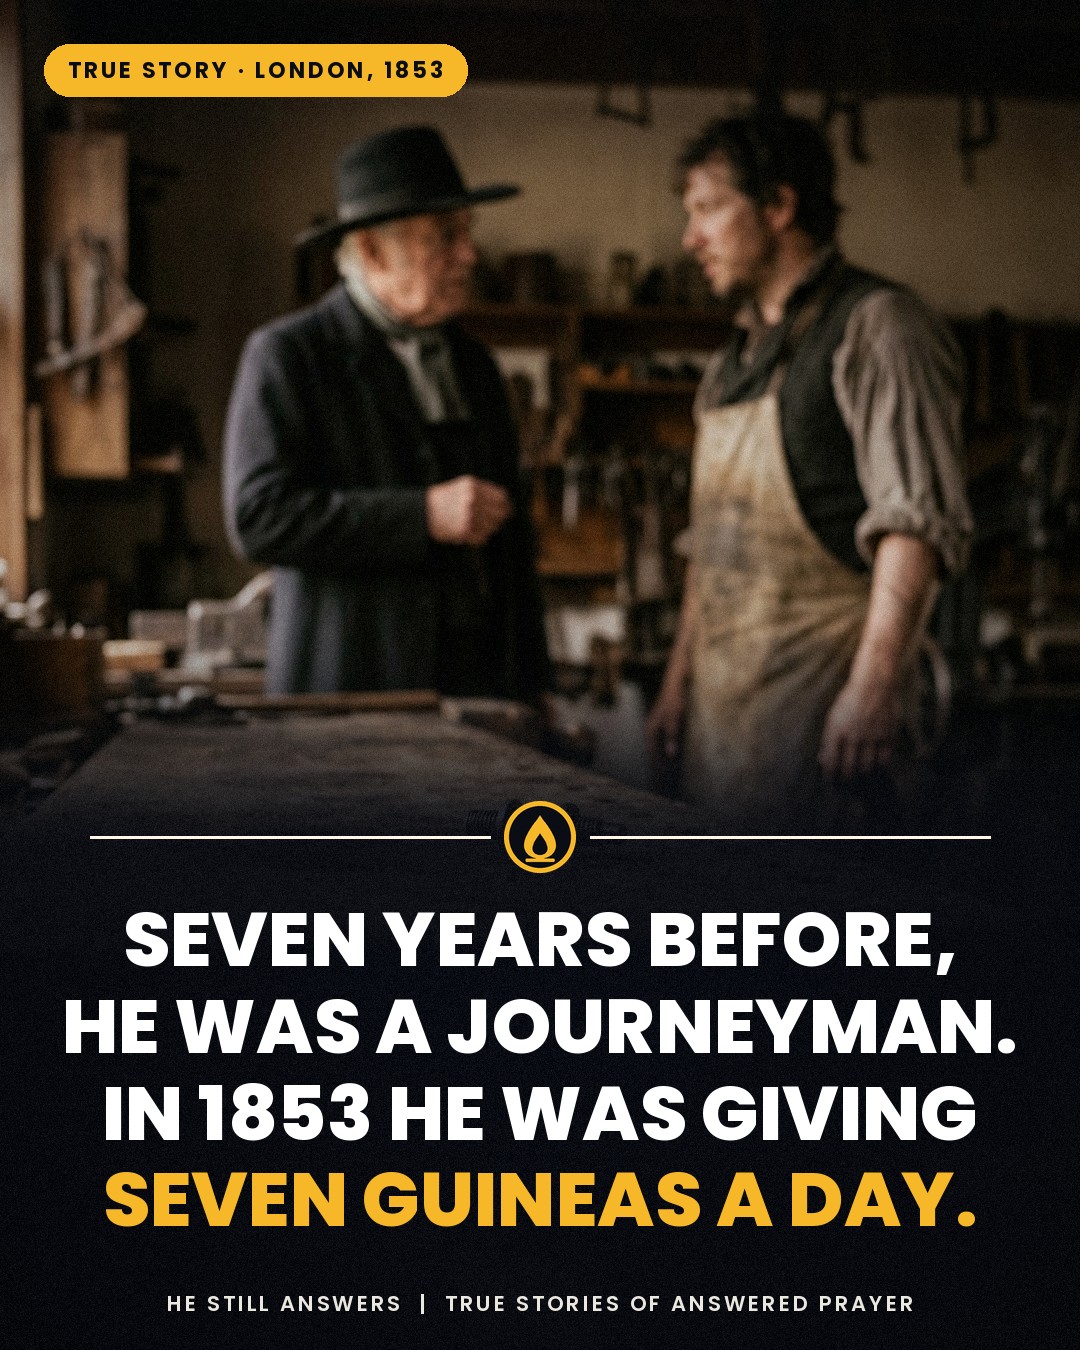 TRUE STORY · LONDON, 1853
SEVEN YEARS BEFORE,
HE WAS A JOURNEYMAN.
IN 1853 HE WAS GIVING
SEVEN GUINEAS A DAY.
HE STILL ANSWERS | TRUE STORIES OF ANSWERED PRAYER